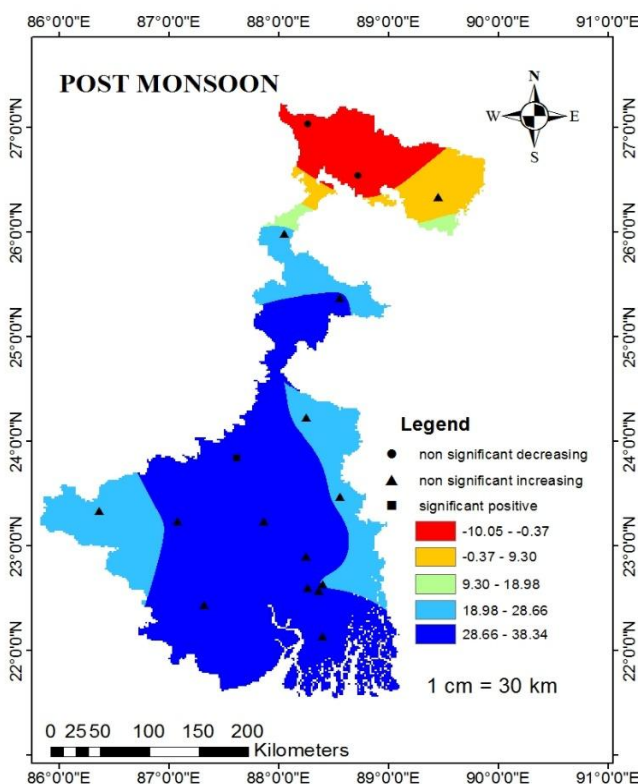 86°0'0"E 87°0'0"E 88°0'0"E 89°0'0"E 90°0'0"E 91°0'0"E
POST MONSOON
N
W E
S
27°0'0"N 27°0'0"N
26°0'0"N 26°0'0"N
25°0'0"N 25°0'0"N
24°0'0"N 24°0'0"N
23°0'0"N 23°0'0"N
22°0'0"N 22°0'0"N
Legend
non significant decreasing
non significant increasing
significant positive
-10.05 - -0.37
-0.37 - 9.30
9.30 - 18.98
18.98 - 28.66
28.66 - 38.34
1 cm = 30 km
0 25 50 100 150 200
Kilometers
86°0'0"E 87°0'0"E 88°0'0"E 89°0'0"E 90°0'0"E 91°0'0"E